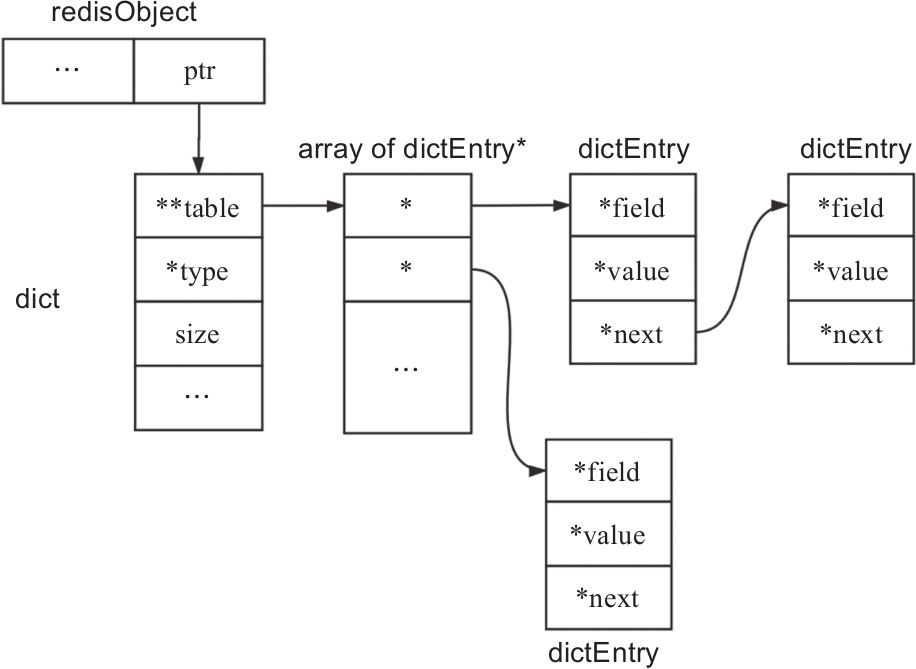 redisObject
… ptr
array of dictEntry*
dictEntry
dictEntry
dict
**table
*type
size
…
*
*
…
*field
*value
*next
*field
*value
*next
*field
*value
*next
dictEntry